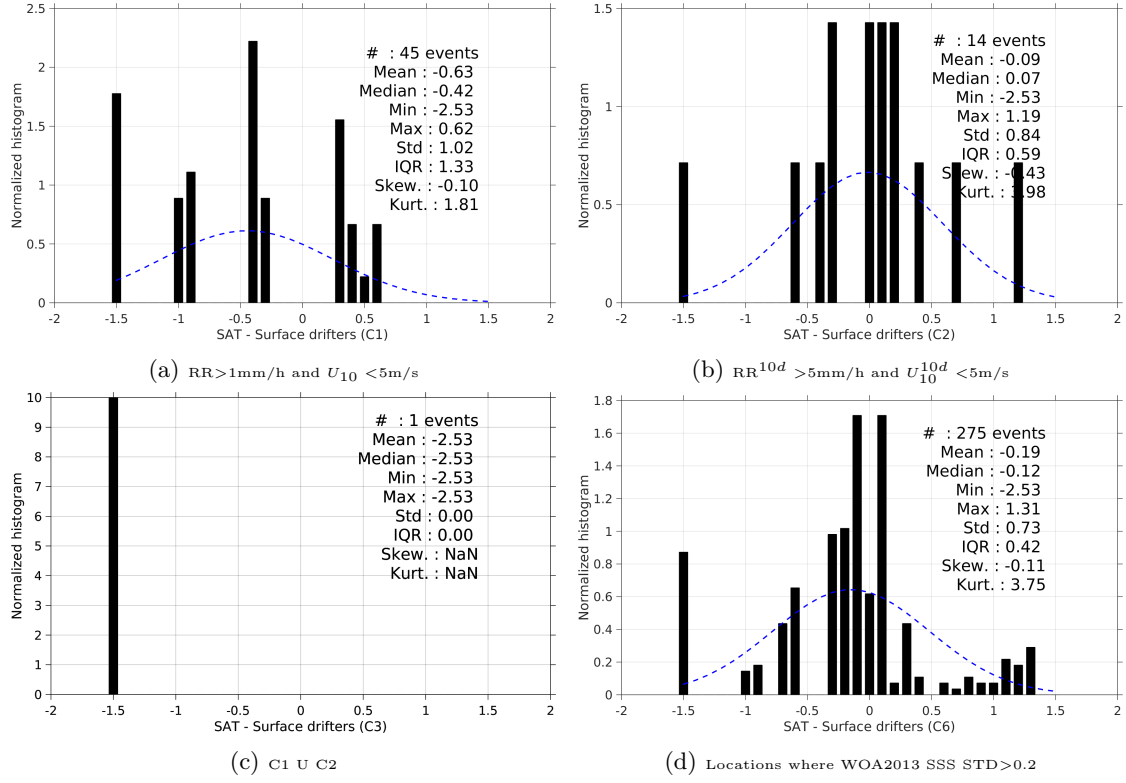 2.5
2
1.5
1
0.5
0
-2 -1.5 -1 -0.5 0 0.5 1 1.5 2
Normalized histogram
SAT - Surface drifters (C1)
# : 45 events
Mean : -0.63
Median : -0.42
Min : -2.53
Max : 0.62
Std : 1.02
IQR : 1.33
Skew. : -0.10
Kurt. : 1.81
(a) RR>1mm/h and U10 <5m/s
1.5
1
0.5
0
-2 -1.5 -1 -0.5 0 0.5 1 1.5 2
Normalized histogram
SAT - Surface drifters (C2)
# : 14 events
Mean : -0.09
Median : 0.07
Min : -2.53
Max : 1.19
Std : 0.84
IQR : 0.59
Skew. : -0.43
Kurt. : 3.98
(b) RR10d >5mm/h and U10d10 <5m/s
10
9
8
7
6
5
4
3
2
1
0
-2 -1.5 -1 -0.5 0 0.5 1 1.5 2
Normalized histogram
SAT - Surface drifters (C3)
# : 1 events
Mean : -2.53
Median : -2.53
Min : -2.53
Max : -2.53
Std : 0.00
IQR : 0.00
Skew. : NaN
Kurt. : NaN
(c) C1 U C2
1.8
1.6
1.4
1.2
1
0.8
0.6
0.4
0.2
0
-2 -1.5 -1 -0.5 0 0.5 1 1.5 2
Normalized histogram
SAT - Surface drifters (C6)
# : 275 events
Mean : -0.19
Median : -0.12
Min : -2.53
Max : 1.31
Std : 0.73
IQR : 0.42
Skew. : -0.11
Kurt. : 3.75
(d) Locations where WOA2013 SSS STD>0.2